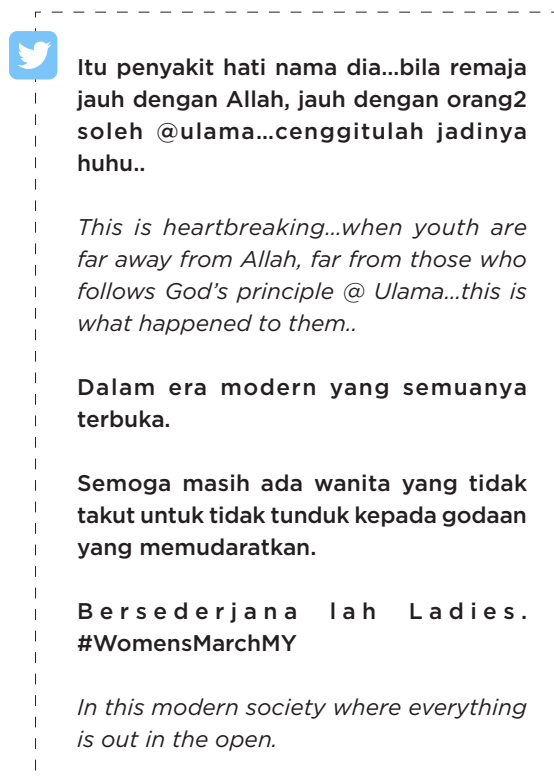 Itu penyakit hati nama dia...bila remaja
jauh dengan Allah, jauh dengan orang2
soleh @ulama...cenggitulah jadinya
huhu..
This is heartbreaking...when youth are
far away from Allah, far from those who
follows God’s principle @ Ulama...this is
what happened to them..
Dalam era modern yang semuanya
terbuka.
Semoga masih ada wanita yang tidak
takut untuk tidak tunduk kepada godaan
yang memudaratkan.
Bersederjana lah Ladies.
#WomensMarchMY
In this modern society where everything
is out in the open.